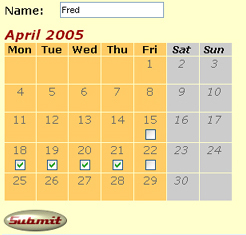 Name: Fred
April 2005
Mon Tue Wed Thu Fri Sat Sun
1 2 3
4 5 6 7 8 9 10
11 12 13 14 15 16 17
18 19 20 21 22 23 24
25 26 27 28 29 30
Submit